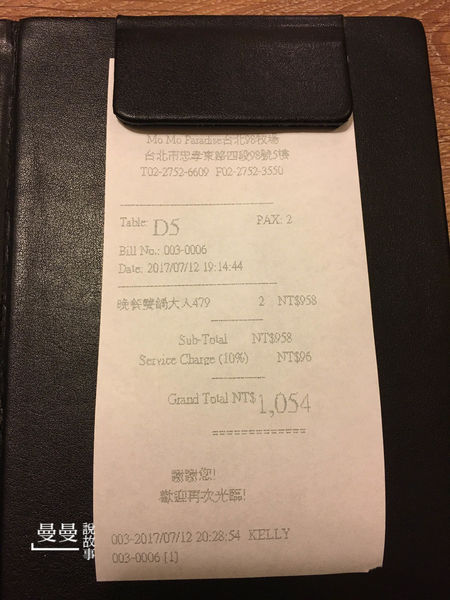 Mo Mo Paradise台北98牧場
台北市忠孝東路四段98號5樓
T02-2752-6609 F02-2752-3550
Table: D5 PAX: 2
Bill No.: 003-0006
Date: 2017/07/12 19:14:44
晚餐雙鍋大人479 2 NT$958
Sub-Total NT$958
Service Charge (10%) NT$96
Grand Total NT$ 1,054
謝謝您!
歡迎再次光臨!
003-2017/07/12 20:28:54 KELLY
003-0006 [1]
曼曼
說故事